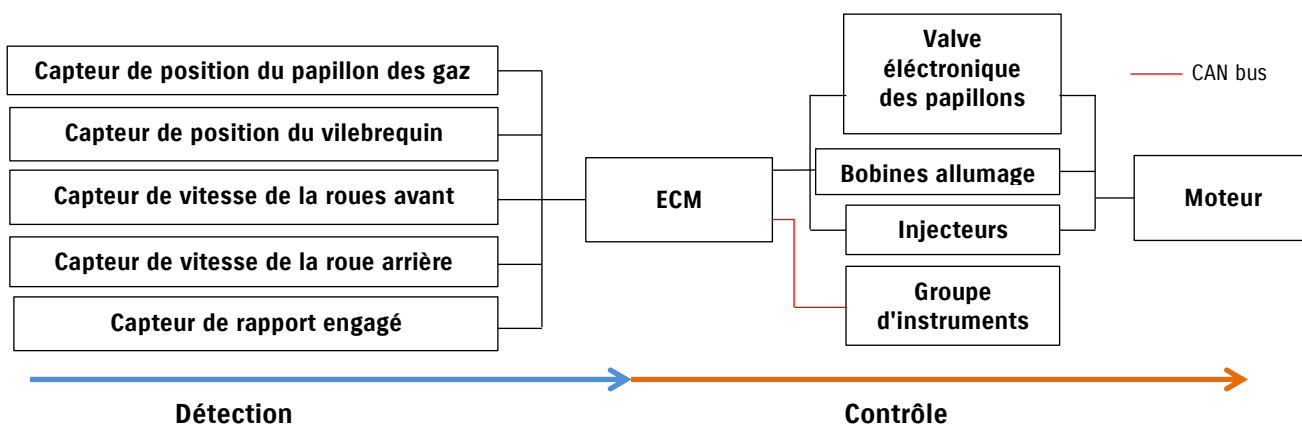 Capteur de position du papillon des gaz
Capteur de position du vilebrequin
Capteur de vitesse de la roues avant
Capteur de vitesse de la roue arrière
Capteur de rapport engagé
ECM
Valve
éléctronique
des papillons
Bobines allumage
Injecteurs
Groupe
d'instruments
Moteur
CAN bus
Détection
Contrôle